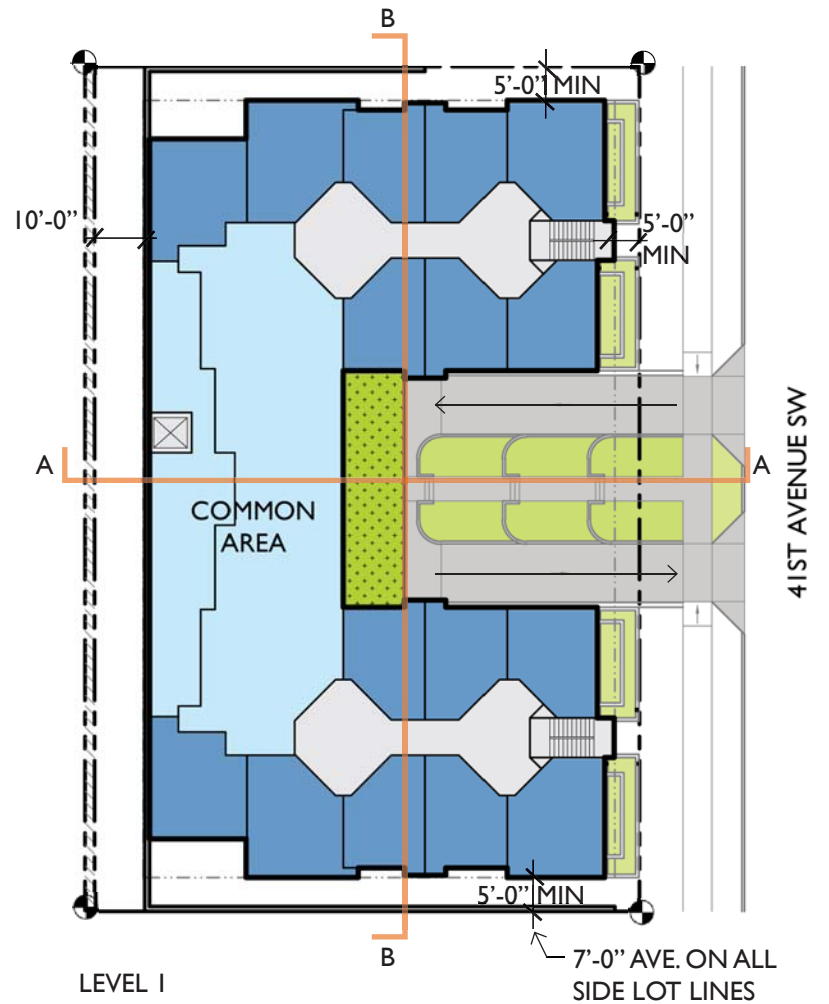 B
5'-0" MIN
10'-0"
5'-0"
MIN
41ST AVENUE SW
A
A
COMMON
AREA
5'-0" MIN
B
7'-0" AVE. ON ALL
SIDE LOT LINES
LEVEL 1